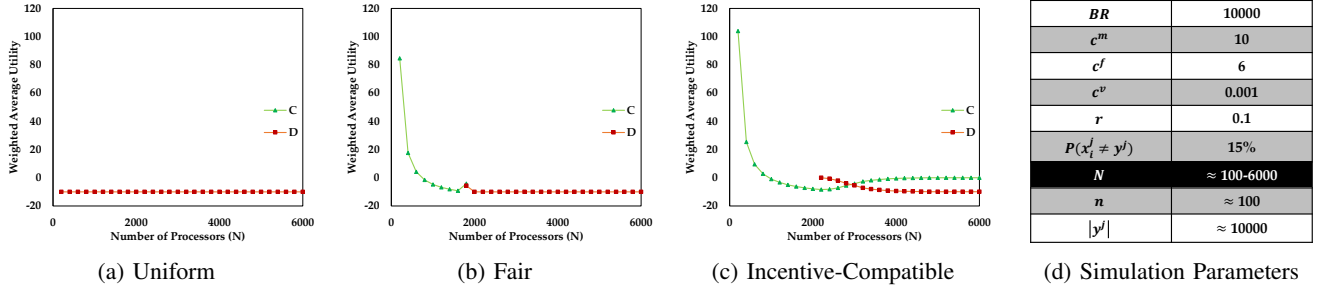 Weighted Average Utility
120
100
80
60
40
20
0
-20
0
2000
4000
6000
Number of Processors (N)
C
D
(a) Uniform
Weighted Average Utility
120
100
80
60
40
20
0
-20
0
2000
4000
6000
Number of Processors (N)
C
D
(b) Fair
Weighted Average Utility
120
100
80
60
40
20
0
-20
0
2000
4000
6000
Number of Processors (N)
C
D
(c) Incentive-Compatible
BR 10000
c^m 10
c^f 6
c^v 0.001
r 0.1
P(x_i^j ≠ y^j) 15%
N ≈ 100-6000
n ≈ 100
|y^j| ≈ 10000
(d) Simulation Parameters